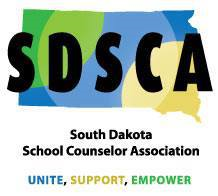 SDSCA
South Dakota
School Counselor Association
UNITE, SUPPORT, EMPOWER